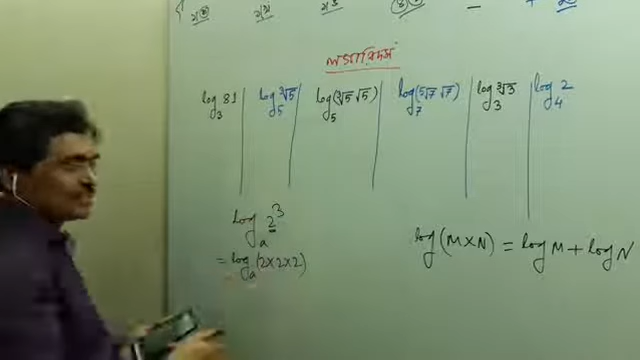 লগারিদম
log₃ 81 | log₅ ∛5 | log₅(∛5 √5) | log₇(∛7 √7) | log₃ ∛3 | log₄ 2
logₐ 2³
= logₐ (2×2×2)
log(M×N) = log M + log N